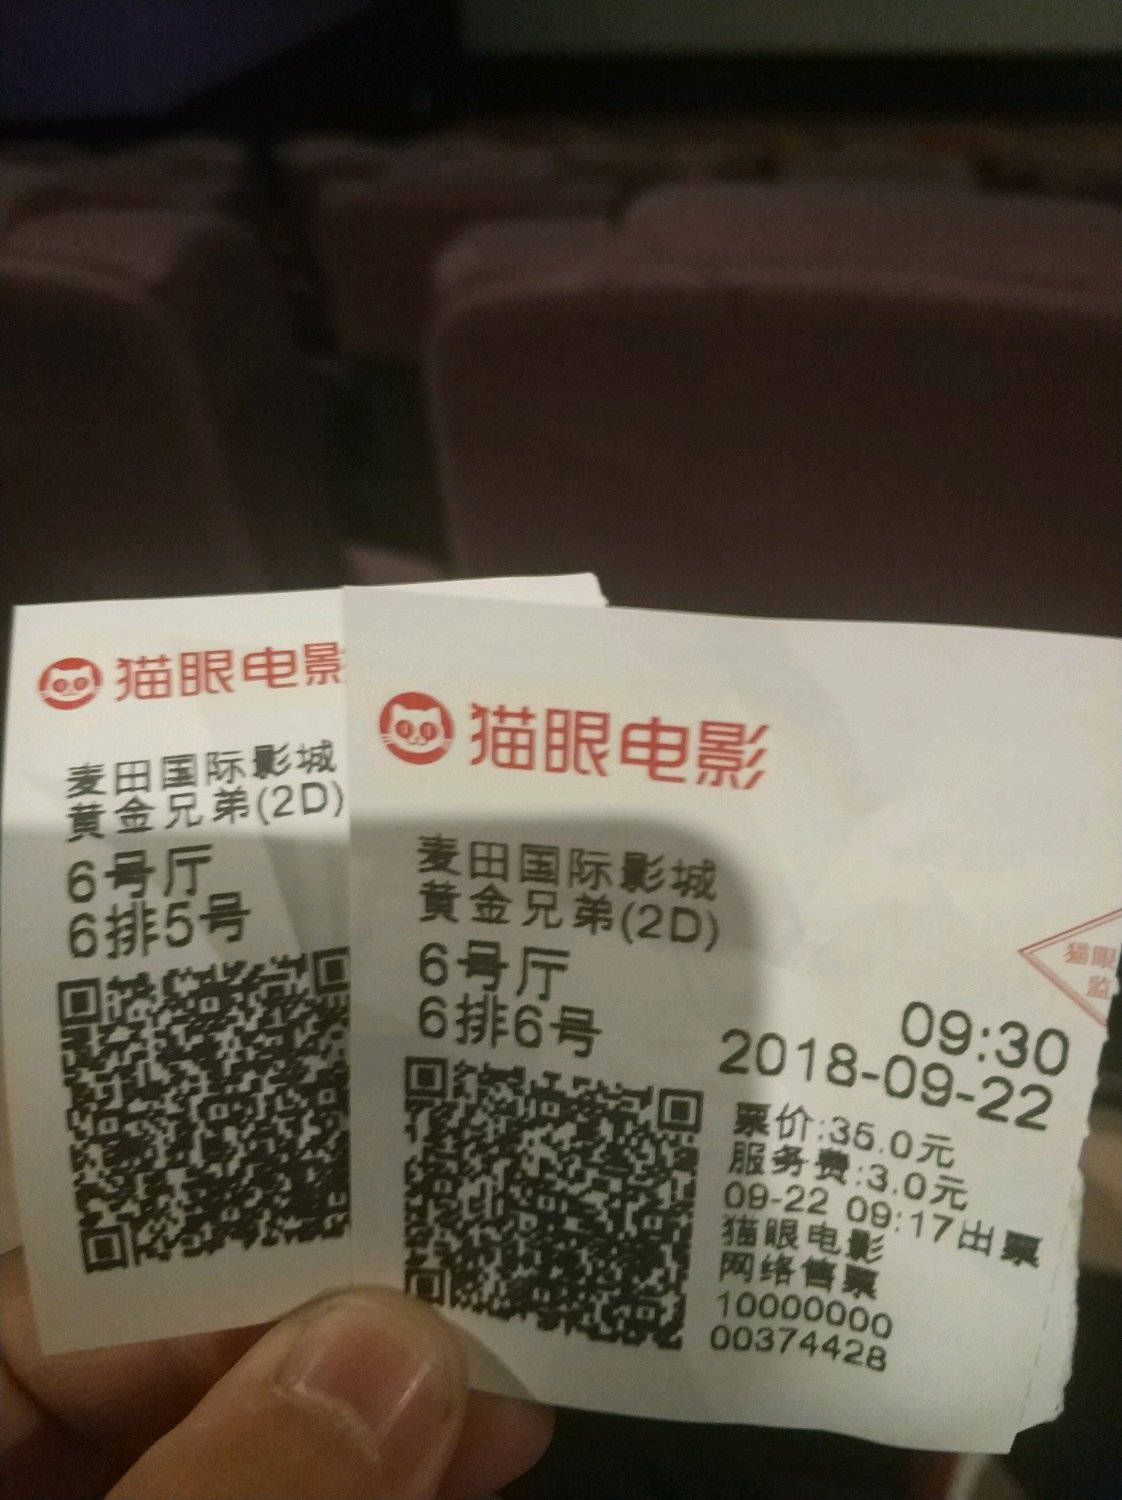 猫眼电影
麦田国际影城
黄金兄弟(2D)
6号厅
6排5号
猫眼电影
麦田国际影城
黄金兄弟(2D)
6号厅
6排6号
猫眼
监
09:30
2018-09-22
票价:35.0元
服务费:3.0元
09-22 09:17出票
猫眼电影
网络售票
10000000
00374428